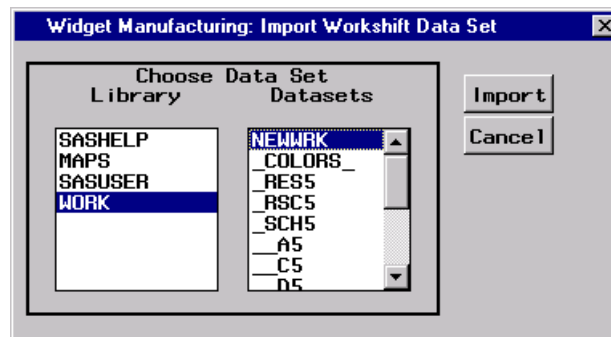 Widget Manufacturing: Import Workshift Data Set
Choose Data Set
Library Datasets
SASHELP
MAPS
SASUSER
WORK
NEWWRK
_COLORS_
_RES5
_RSC5
_SCH5
__A5
__C5
__D5
Import
Cancel